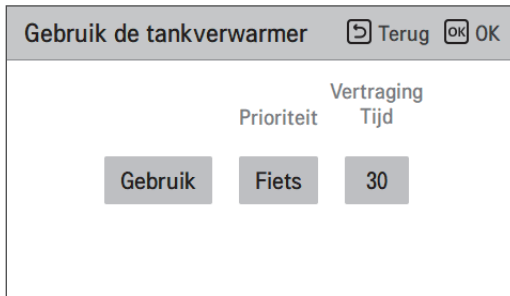 Gebruik de tankverwarmer Terug OK OK
Vertraging
Prioriteit Tijd
Gebruik Fiets 30